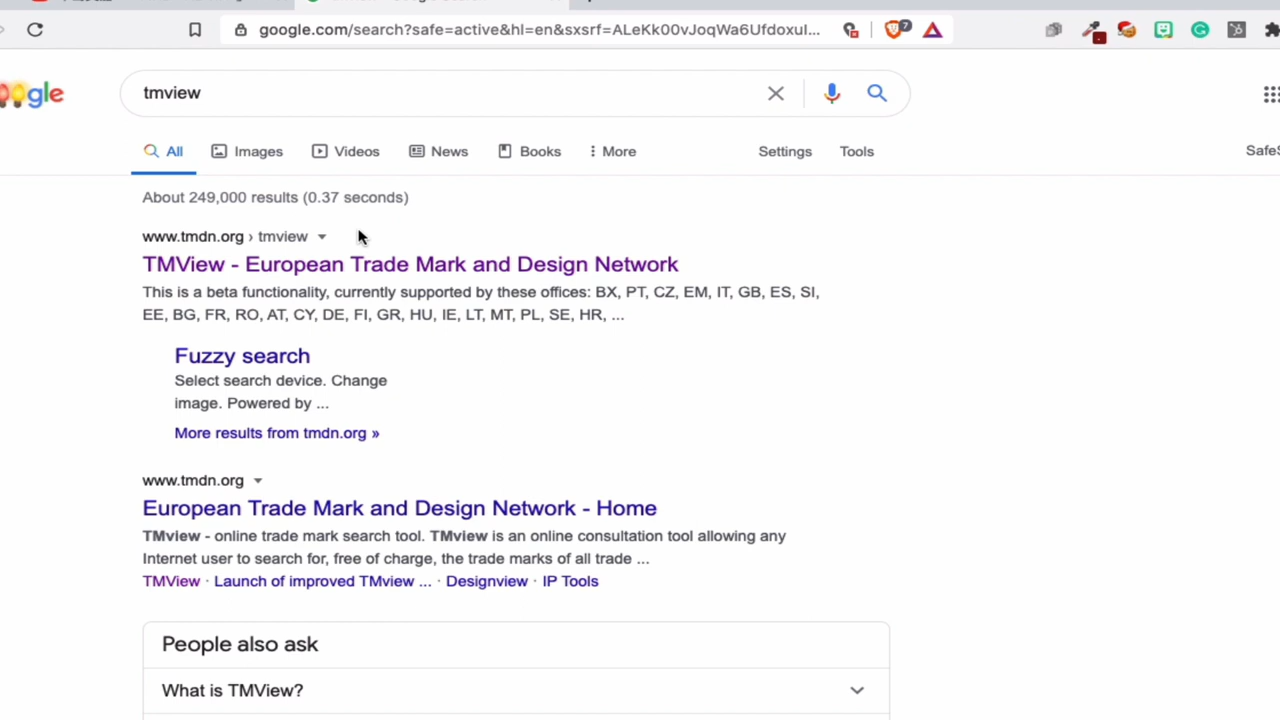 google.com/search?safe=active&hl=en&sxsrf=ALeKk00vJoqWa6Ufdoxul...
7
gle
tmview
All Images Videos News Books More Settings Tools
SafeS
About 249,000 results (0.37 seconds)
www.tmdn.org › tmview
TMView - European Trade Mark and Design Network
This is a beta functionality, currently supported by these offices: BX, PT, CZ, EM, IT, GB, ES, SI,
EE, BG, FR, RO, AT, CY, DE, FI, GR, HU, IE, LT, MT, PL, SE, HR, ...
Fuzzy search
Select search device. Change
image. Powered by ...
More results from tmdn.org »
www.tmdn.org
European Trade Mark and Design Network - Home
TMview - online trade mark search tool. TMview is an online consultation tool allowing any
Internet user to search for, free of charge, the trade marks of all trade ...
TMView · Launch of improved TMview ... · Designview · IP Tools
People also ask
What is TMView?